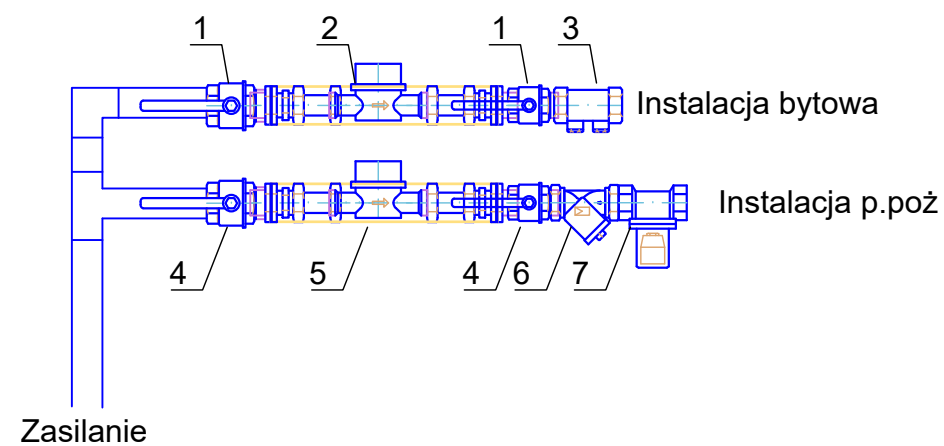 1 2 1 3
Instalacja bytowa
Instalacja p.poż
4 5 4 6 7
Zasilanie